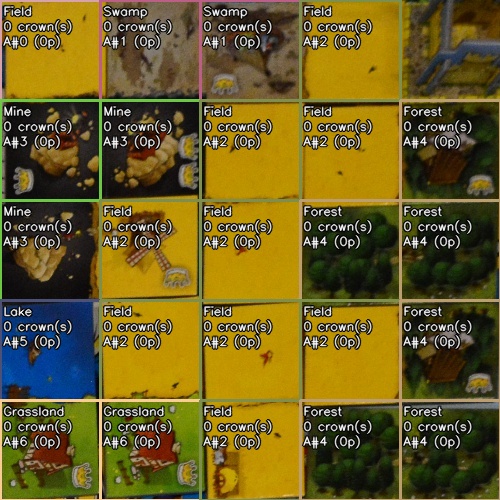 Field
0 crown(s)
A#0 (0p)
Swamp
0 crown(s)
A#1 (0p)
Swamp
0 crown(s)
A#1 (0p)
Field
0 crown(s)
A#2 (0p)
Mine
0 crown(s)
A#3 (0p)
Mine
0 crown(s)
A#3 (0p)
Field
0 crown(s)
A#2 (0p)
Field
0 crown(s)
A#2 (0p)
Forest
0 crown(s)
A#4 (0p)
Mine
0 crown(s)
A#3 (0p)
Field
0 crown(s)
A#2 (0p)
Field
0 crown(s)
A#2 (0p)
Forest
0 crown(s)
A#4 (0p)
Forest
0 crown(s)
A#4 (0p)
Lake
0 crown(s)
A#5 (0p)
Field
0 crown(s)
A#2 (0p)
Field
0 crown(s)
A#2 (0p)
Field
0 crown(s)
A#2 (0p)
Forest
0 crown(s)
A#4 (0p)
Grassland
0 crown(s)
A#6 (0p)
Grassland
0 crown(s)
A#6 (0p)
Field
0 crown(s)
A#2 (0p)
Forest
0 crown(s)
A#4 (0p)
Forest
0 crown(s)
A#4 (0p)